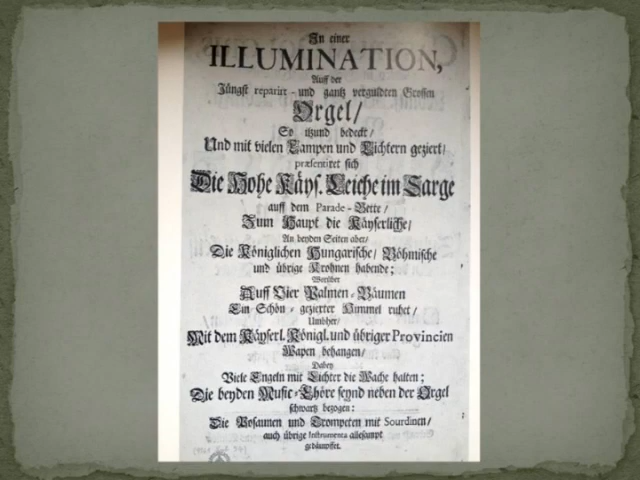 In einer
ILLUMINATION,
Auff der
Jüngst reparirt- und gantz verguldten Grossen
Orgel/
So itzund bedeckt/
Und mit vielen Lampen und Lichtern geziert/
præsentiret sich
Die Hohe Käys. Leiche im Sarge
auff dem Parade-Bette/
Zum Haupt die Käyserliche/
An beyden Seiten aber/
Die Königlichen Hungarische/ Böhmische
und übrige Krohnen habende;
Worüber
Auff Vier Palmen-Bäumen
Ein Schön-gezierter Himmel ruhet/
Umbher/
Mit dem Käyserl. Königl. und übriger Provincien
Wapen behangen/
Dabey
Viele Engeln mit Lichter die Wache halten;
Die beyden Music-Chöre seynd neben der Orgel
schwartz bezogen:
Die Posaunen und Trompeten mit Sourdinen/
auch übrige Instrumenta allesampt
gedämpffet.